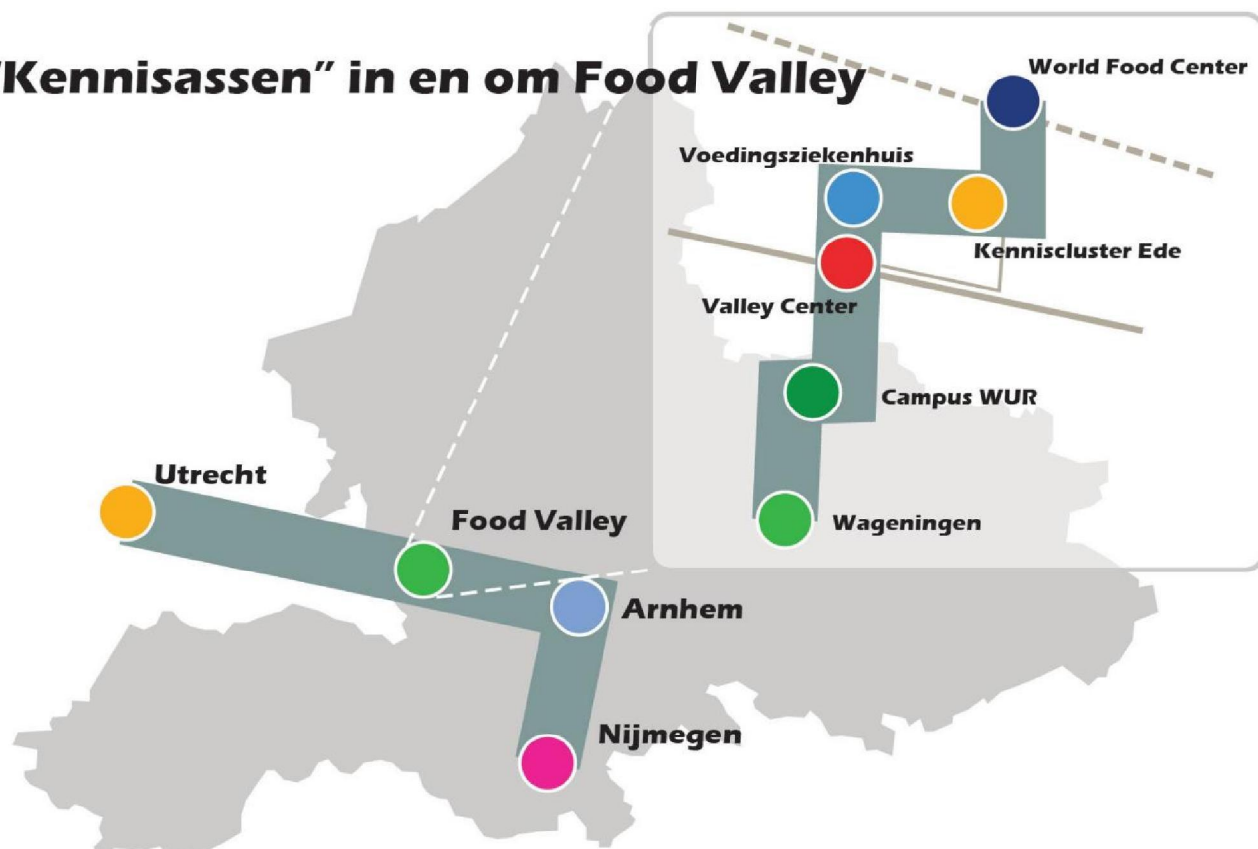 "Kennisassen" in en om Food Valley
World Food Center
Voedingsziekenhuis
Kenniscluster Ede
Valley Center
Campus WUR
Wageningen
Utrecht
Food Valley
Arnhem
Nijmegen